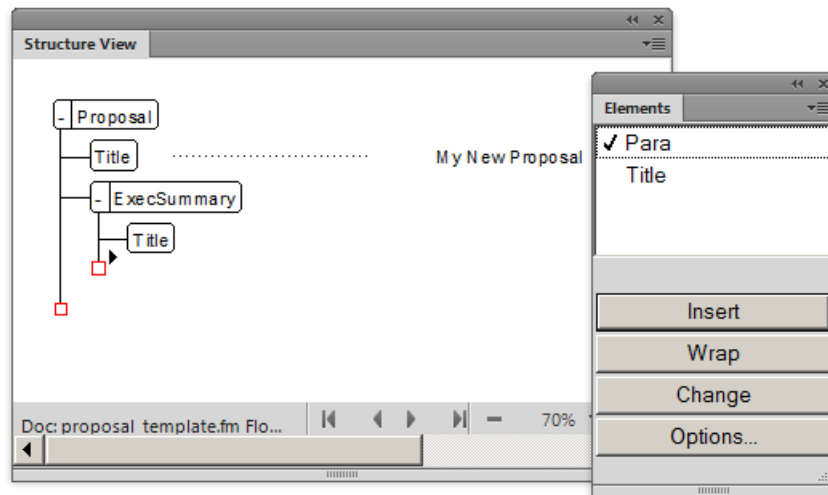 Structure View
- Proposal
Title My New Proposal
- ExecSummary
Title
Doc: proposal_template.fm Flo...
70%
Elements
✓ Para
Title
Insert
Wrap
Change
Options...